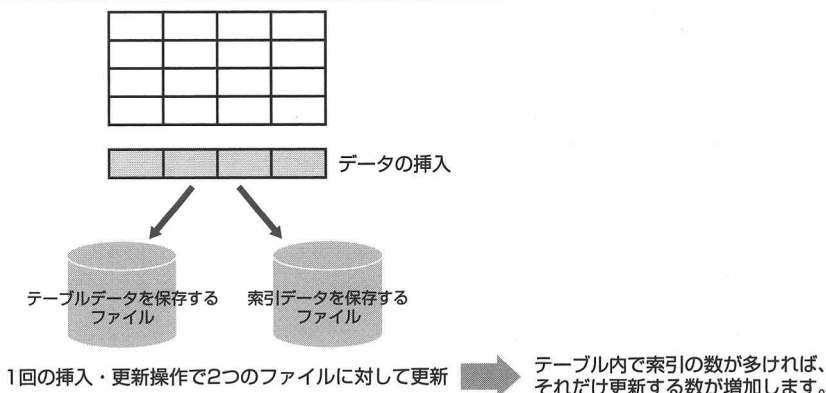 データの挿入
テーブルデータを保存する
ファイル
索引データを保存する
ファイル
1回の挿入・更新操作で2つのファイルに対して更新
テーブル内で索引の数が多ければ、
それだけ更新する数が増加します。